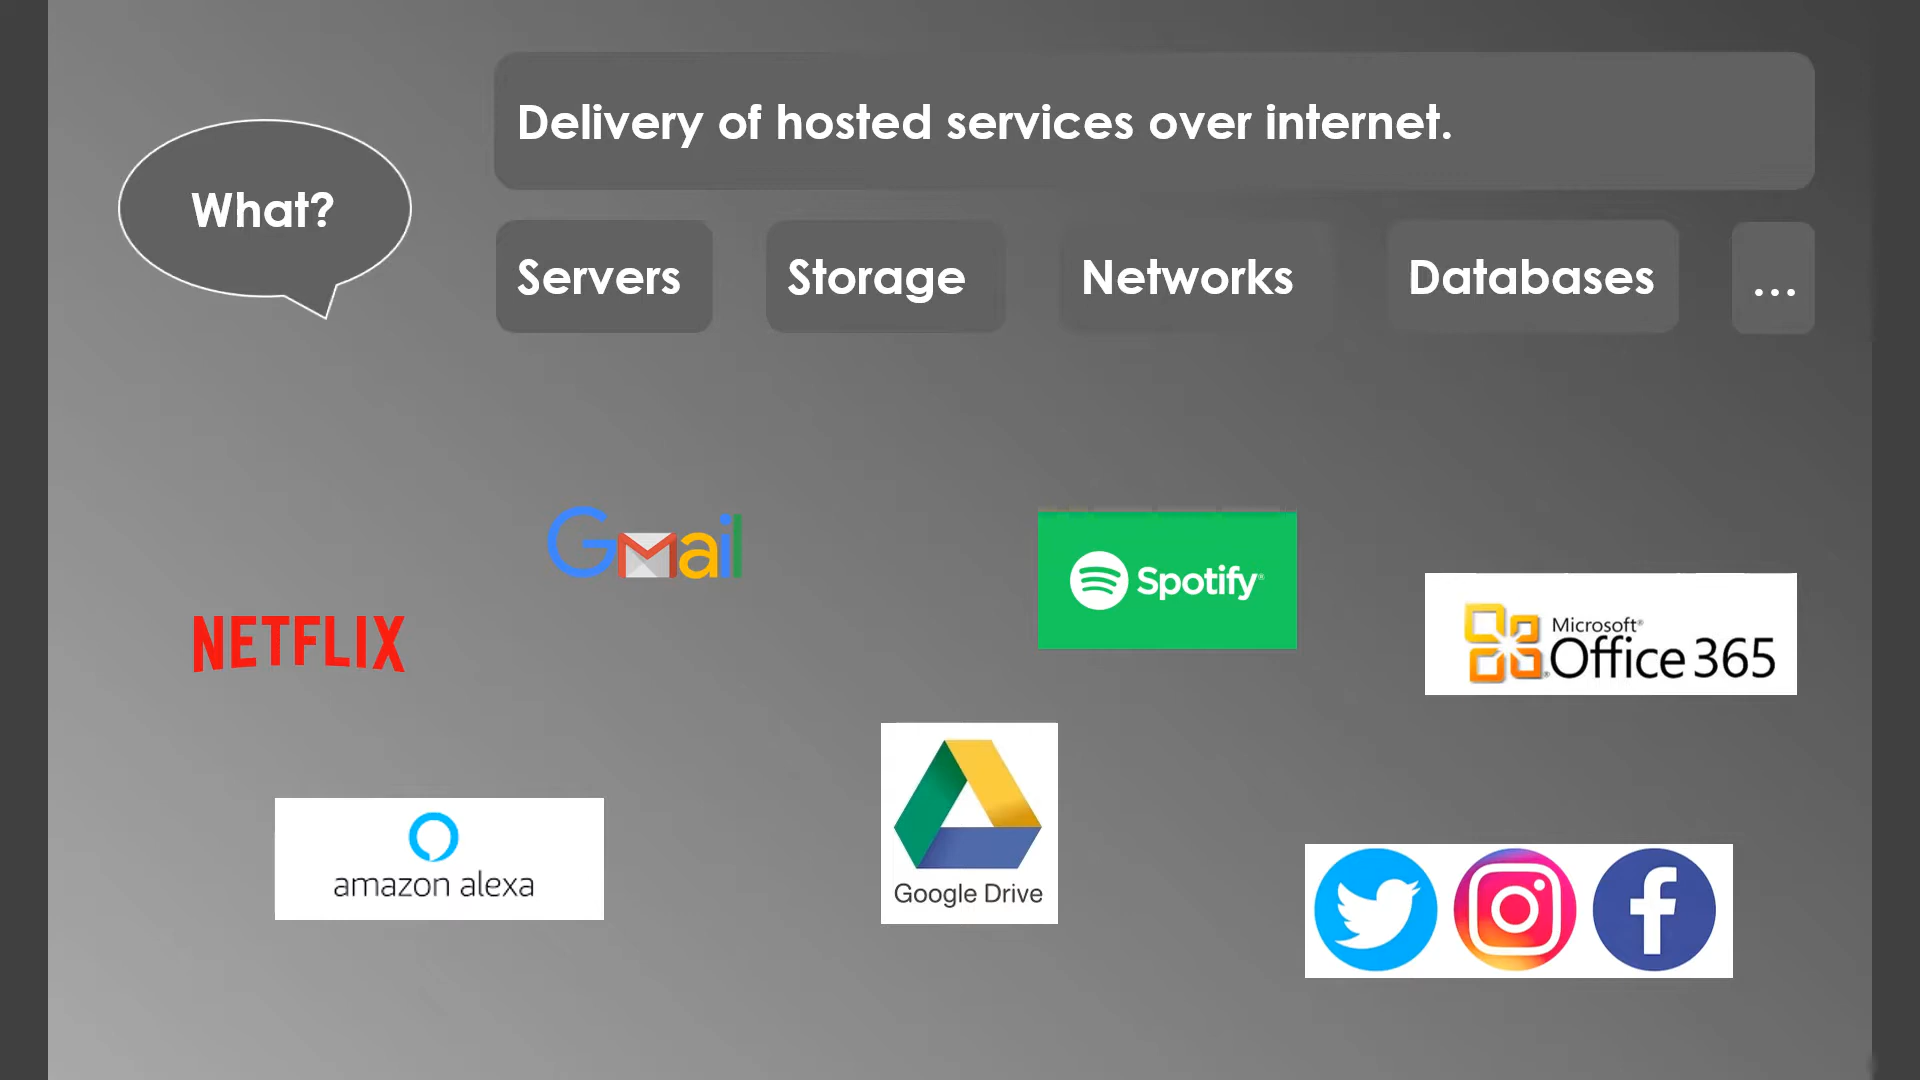 What?
Delivery of hosted services over internet.
Servers
Storage
Networks
Databases
...
Gmail
Spotify®
NETFLIX
Microsoft®
Office 365
amazon alexa
Google Drive